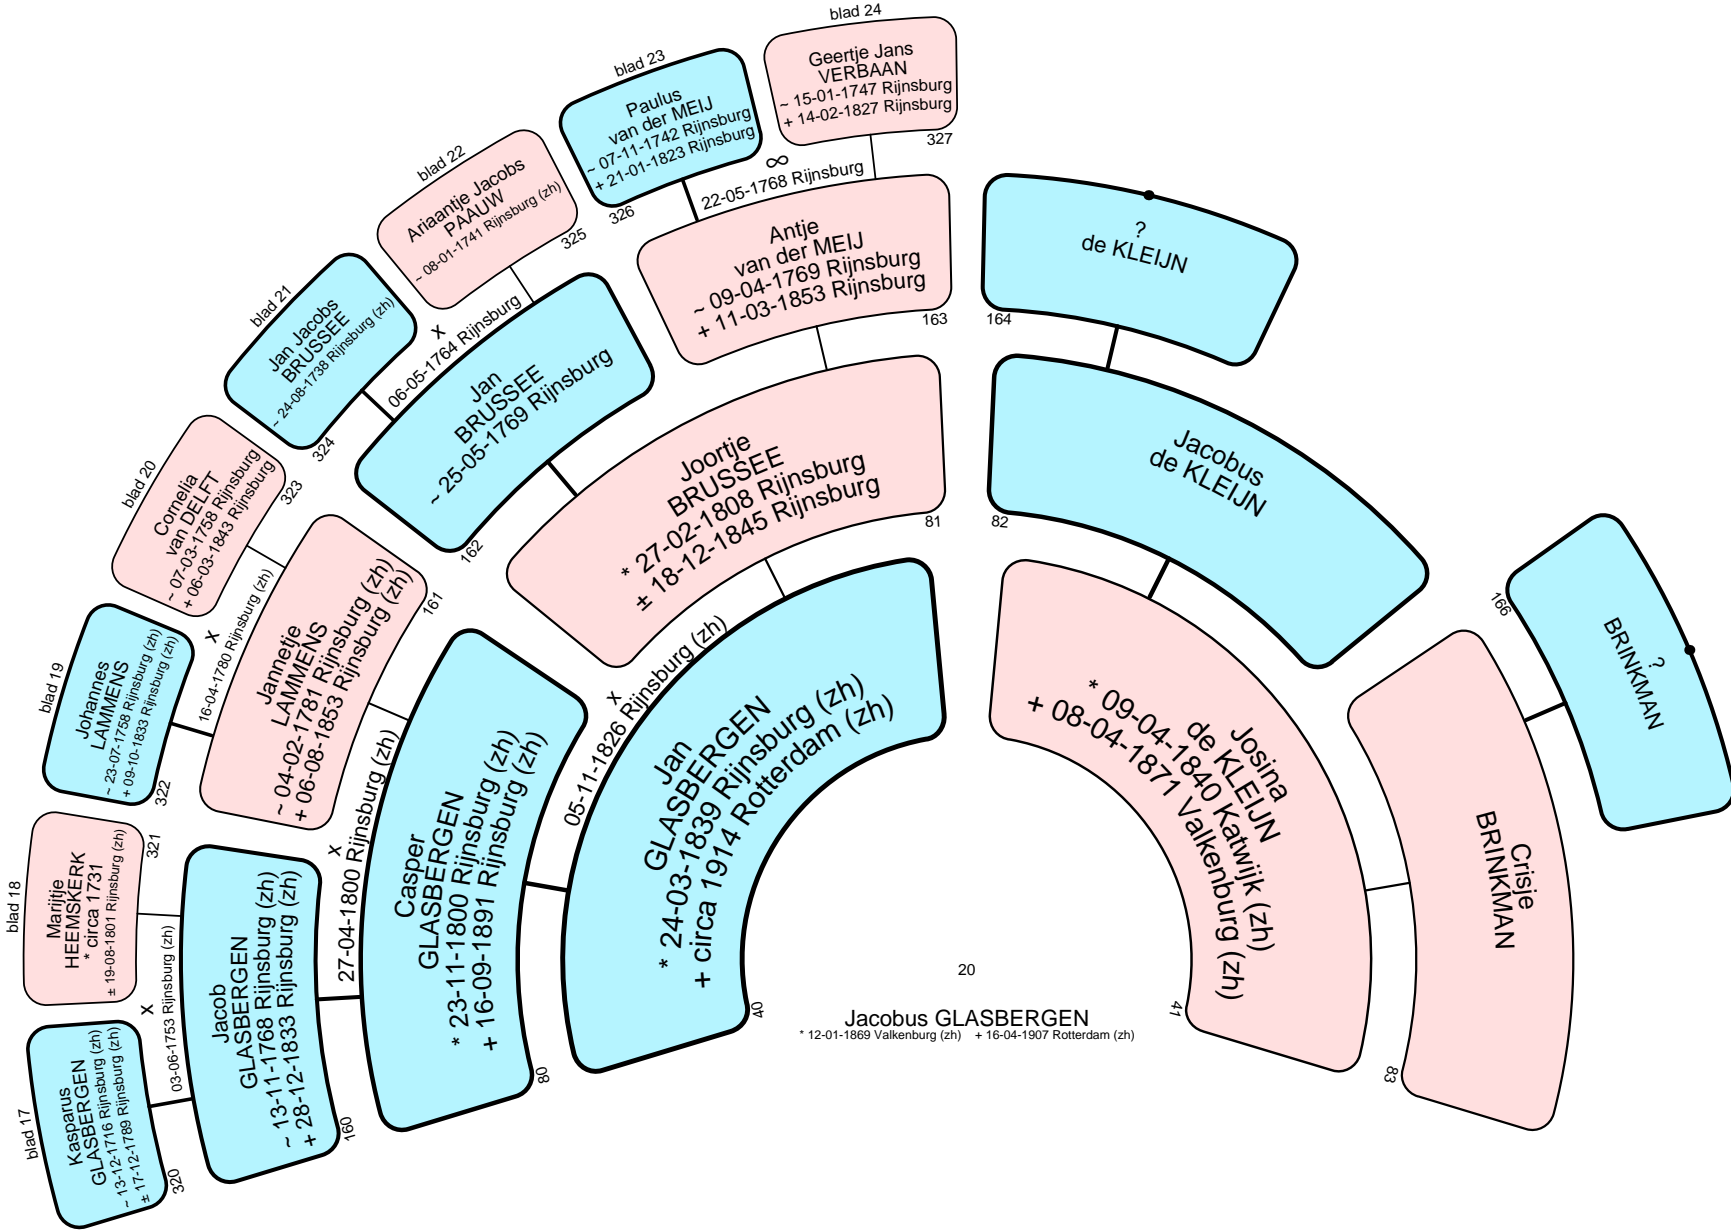 blad 17
Kasparus
GLASBERGEN
~ 13-12-1716 Rijnsburg (zh)
± 17-12-1789 Rijnsburg (zh)
320
X
03-06-1753 Rijnsburg (zh)
blad 18
Marijtje
HEEMSKERK
* circa 1731
± 19-08-1801 Rijnsburg (zh)
321
blad 19
Johannes
LAMMENS
~ 23-07-1758 Rijnsburg (zh)
+ 09-10-1833 Rijnsburg (zh)
322
X
16-04-1780 Rijnsburg (zh)
blad 20
Cornelia
van DELFT
~ 07-03-1758 Rijnsburg
+ 06-03-1843 Rijnsburg
323
blad 21
Jan Jacobs
BRUSSEE
~ 24-08-1738 Rijnsburg (zh)
324
X
06-05-1764 Rijnsburg
blad 22
Ariaantje Jacobs
PAAUW
~ 08-01-1741 Rijnsburg (zh)
325
blad 23
Paulus
van der MEIJ
~ 07-11-1742 Rijnsburg
+ 21-01-1823 Rijnsburg
326
∞
22-05-1768 Rijnsburg
blad 24
Geertje Jans
VERBAAN
~ 15-01-1747 Rijnsburg
+ 14-02-1827 Rijnsburg
327
Jacob
GLASBERGEN
~ 13-11-1768 Rijnsburg (zh)
+ 28-12-1833 Rijnsburg (zh)
160
X
27-04-1800 Rijnsburg (zh)
Jannetje
LAMMENS
~ 04-02-1781 Rijnsburg (zh)
+ 06-08-1853 Rijnsburg (zh)
161
Jan
BRUSSEE
~ 25-05-1769 Rijnsburg
162
Antje
van der MEIJ
~ 09-04-1769 Rijnsburg
+ 11-03-1853 Rijnsburg
163
?
de KLEIJN
164
?
BRINKMAN
166
Casper
GLASBERGEN
* 23-11-1800 Rijnsburg (zh)
+ 16-09-1891 Rijnsburg (zh)
80
X
05-11-1826 Rijnsburg (zh)
Joortje
BRUSSEE
* 27-02-1808 Rijnsburg
± 18-12-1845 Rijnsburg
81
Jacobus
de KLEIJN
82
Crisje
BRINKMAN
83
Jan
GLASBERGEN
* 24-03-1839 Rijnsburg (zh)
+ circa 1914 Rotterdam (zh)
40
Josina
de KLEIJN
* 09-04-1840 Katwijk (zh)
+ 08-04-1871 Valkenburg (zh)
41
20
Jacobus GLASBERGEN
* 12-01-1869 Valkenburg (zh) + 16-04-1907 Rotterdam (zh)